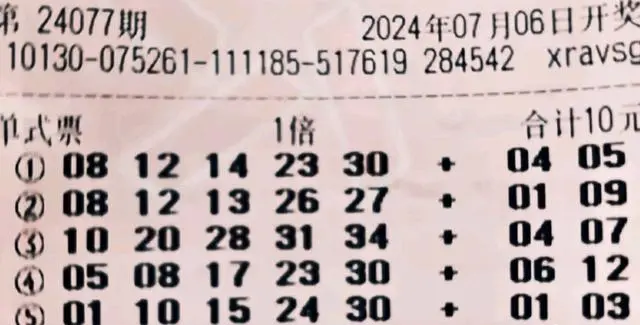 第 24077期 2024年07月06日开奖
10130-075261-111185-517619 284542 xravsg
单式票 1倍 合计10元
① 08 12 14 23 30 + 04 05
② 08 12 13 26 27 + 01 09
③ 10 20 28 31 34 + 04 07
④ 05 08 17 23 30 + 06 12
⑤ 01 10 15 24 30 + 01 03